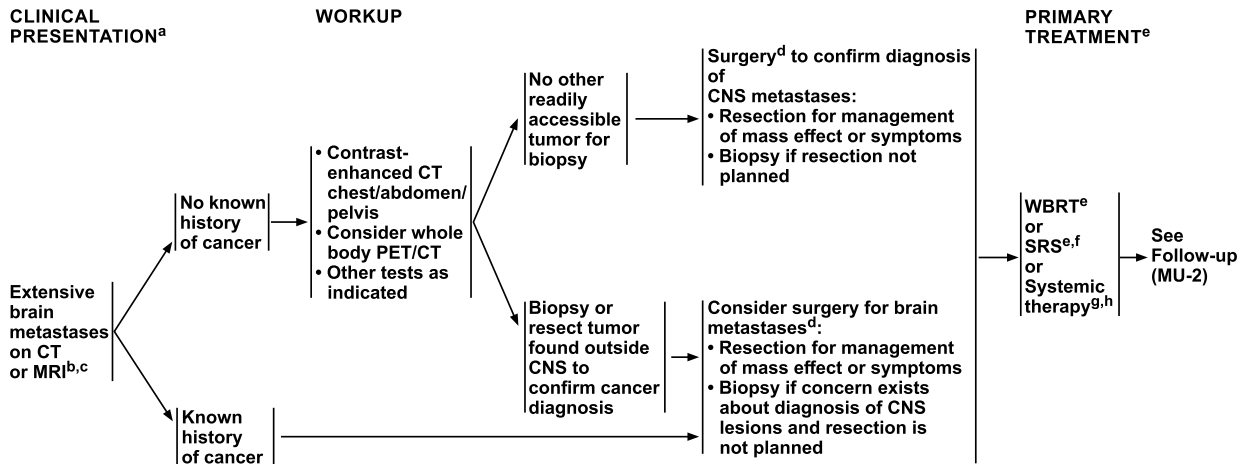 CLINICAL
PRESENTATIONa
WORKUP
PRIMARY
TREATMENTe
Extensive
brain
metastases
on CT
or MRIb,c
No known
history
of cancer
Known
history
of cancer
• Contrast-
enhanced CT
chest/abdomen/
pelvis
• Consider whole
body PET/CT
• Other tests as
indicated
No other
readily
accessible
tumor for
biopsy
Biopsy or
resect tumor
found outside
CNS to
confirm cancer
diagnosis
Surgeryd to confirm diagnosis
of
CNS metastases:
• Resection for management
of mass effect or symptoms
• Biopsy if resection not
planned
Consider surgery for brain
metastasesd:
• Resection for management
of mass effect or symptoms
• Biopsy if concern exists
about diagnosis of CNS
lesions and resection is
not planned
WBRTe
or
SRSe,f
or
Systemic
therapyg,h
See
Follow-up
(MU-2)